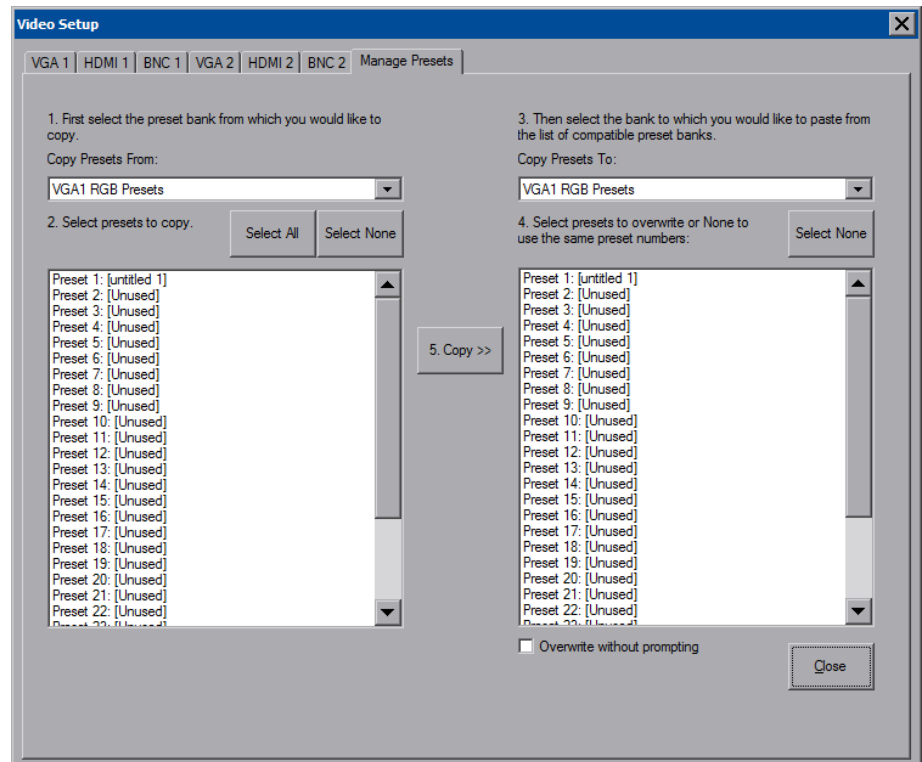 Video Setup
VGA 1 HDMI 1 BNC 1 VGA 2 HDMI 2 BNC 2 Manage Presets
1. First select the preset bank from which you would like to
copy.
Copy Presets From:
VGA1 RGB Presets
2. Select presets to copy.
Select All
Select None
Preset 1: [untitled 1]
Preset 2: [Unused]
Preset 3: [Unused]
Preset 4: [Unused]
Preset 5: [Unused]
Preset 6: [Unused]
Preset 7: [Unused]
Preset 8: [Unused]
Preset 9: [Unused]
Preset 10: [Unused]
Preset 11: [Unused]
Preset 12: [Unused]
Preset 13: [Unused]
Preset 14: [Unused]
Preset 15: [Unused]
Preset 16: [Unused]
Preset 17: [Unused]
Preset 18: [Unused]
Preset 19: [Unused]
Preset 20: [Unused]
Preset 21: [Unused]
Preset 22: [Unused]
5. Copy >>
3. Then select the bank to which you would like to paste from
the list of compatible preset banks.
Copy Presets To:
VGA1 RGB Presets
4. Select presets to overwrite or None to
use the same preset numbers:
Select None
Preset 1: [untitled 1]
Preset 2: [Unused]
Preset 3: [Unused]
Preset 4: [Unused]
Preset 5: [Unused]
Preset 6: [Unused]
Preset 7: [Unused]
Preset 8: [Unused]
Preset 9: [Unused]
Preset 10: [Unused]
Preset 11: [Unused]
Preset 12: [Unused]
Preset 13: [Unused]
Preset 14: [Unused]
Preset 15: [Unused]
Preset 16: [Unused]
Preset 17: [Unused]
Preset 18: [Unused]
Preset 19: [Unused]
Preset 20: [Unused]
Preset 21: [Unused]
Preset 22: [Unused]
Overwrite without prompting
Close